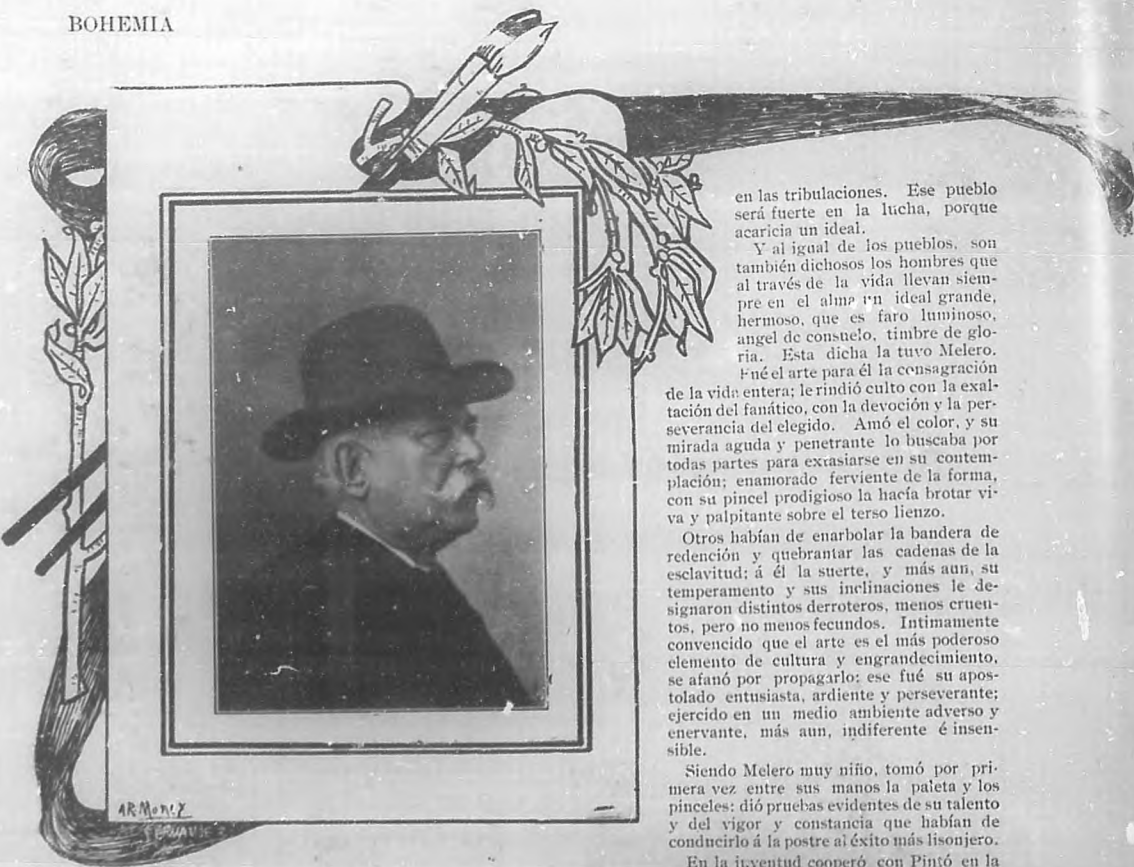 BOHEMIA
en las tribulaciones. Ese pueblo
será fuerte en la lucha, porque
acaricia un ideal.
Y al igual de los pueblos, son
también dichosos los hombres que
al través de la vida llevan siem-
pre en el alma un ideal grande,
hermoso, que es faro luminoso,
angel de consuelo, timbre de glo-
ria. Esta dicha la tuvo Melero.
Fué el arte para él la consagración
de la vida entera; le rindió culto con la exal-
tación del fanático, con la devoción y la per-
severancia del elegido. Amó el color, y su
mirada aguda y penetrante lo buscaba por
todas partes para extasiarse en su contem-
plación; enamorado ferviente de la forma,
con su pincel prodigioso la hacía brotar vi-
va y palpitante sobre el terso lienzo.
Otros habían de enarbolar la bandera de
redención y quebrantar las cadenas de la
esclavitud; á él la suerte, y más aun, su
temperamento y sus inclinaciones le de-
signaron distintos derroteros, menos cruen-
tos, pero no menos fecundos. Intimamente
convencido que el arte es el más poderoso
elemento de cultura y engrandecimiento,
se afanó por propagarlo; ese fué su apos-
tolado entusiasta, ardiente y perseverante;
ejercido en un medio ambiente adverso y
enervante, más aun, indiferente é insen-
sible.
Siendo Melero muy niño, tomó por pri-
mera vez entre sus manos la paleta y los
pinceles; dió pruebas evidentes de su talento
y del vigor y constancia que habían de
conducirlo á la postre al éxito más lisonjero.
En la juventud cooperó con Pintó en la